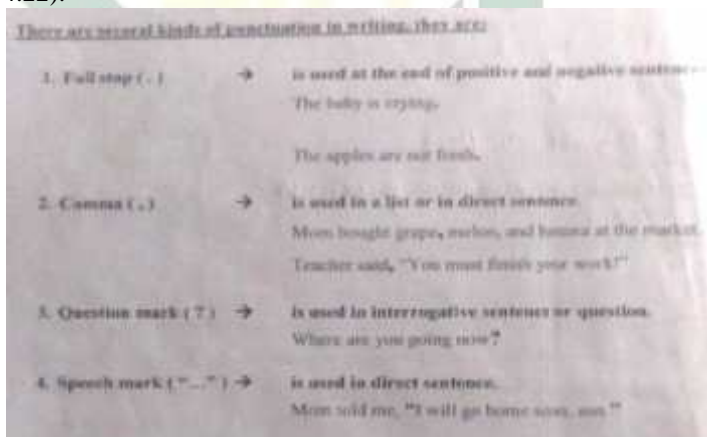 There are several kinds of punctuation in writing, they are:
1. Full stop ( . ) → is used at the end of positive and negative sentence
The baby is crying.
The apples are not fresh.
2. Comma ( , ) → is used in a list or in direct sentence.
Mom bought grape, melon, and banana at the market.
Teacher said, "You must finish your work!"
3. Question mark ( ? ) → is used in interrogative sentence or question.
Where are you going now?
4. Speech mark ( "..." ) → is used in direct sentence.
Mom told me, "I will go home soon, son."